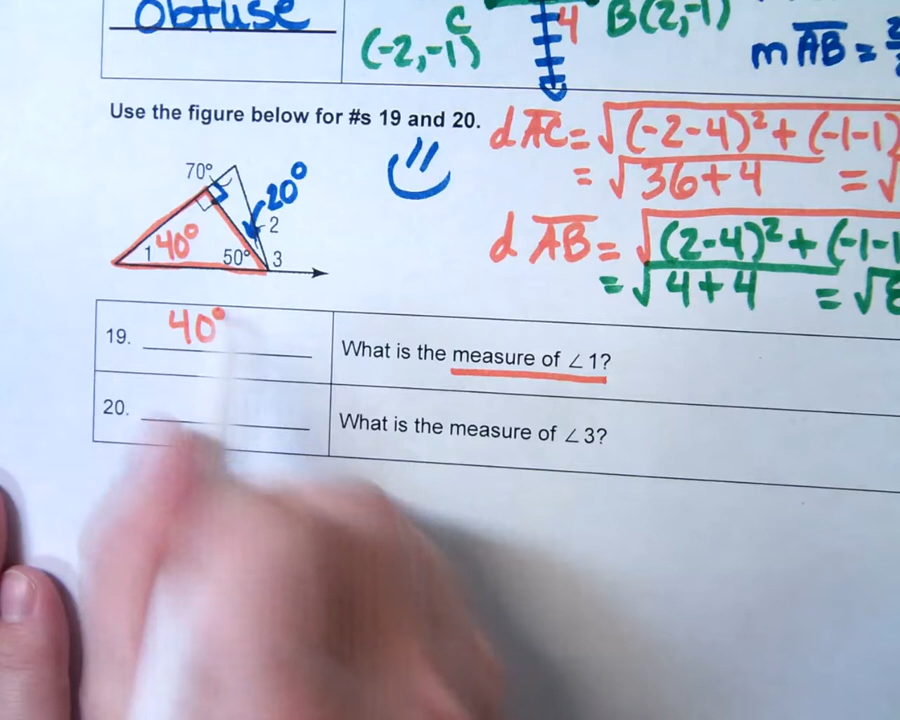 obtuse
C
(-2,-1)
4
B(2,-1)
m AB =
Use the figure below for #s 19 and 20.
d AC = √(-2-4)² + (-1-1)
= √36+4 = √
70°
20°
2
1 40° 50° 3
d AB = √(2-4)² + (-1-1
= √4+4 = √8
19. 40° What is the measure of ∠1?
20. What is the measure of ∠3?